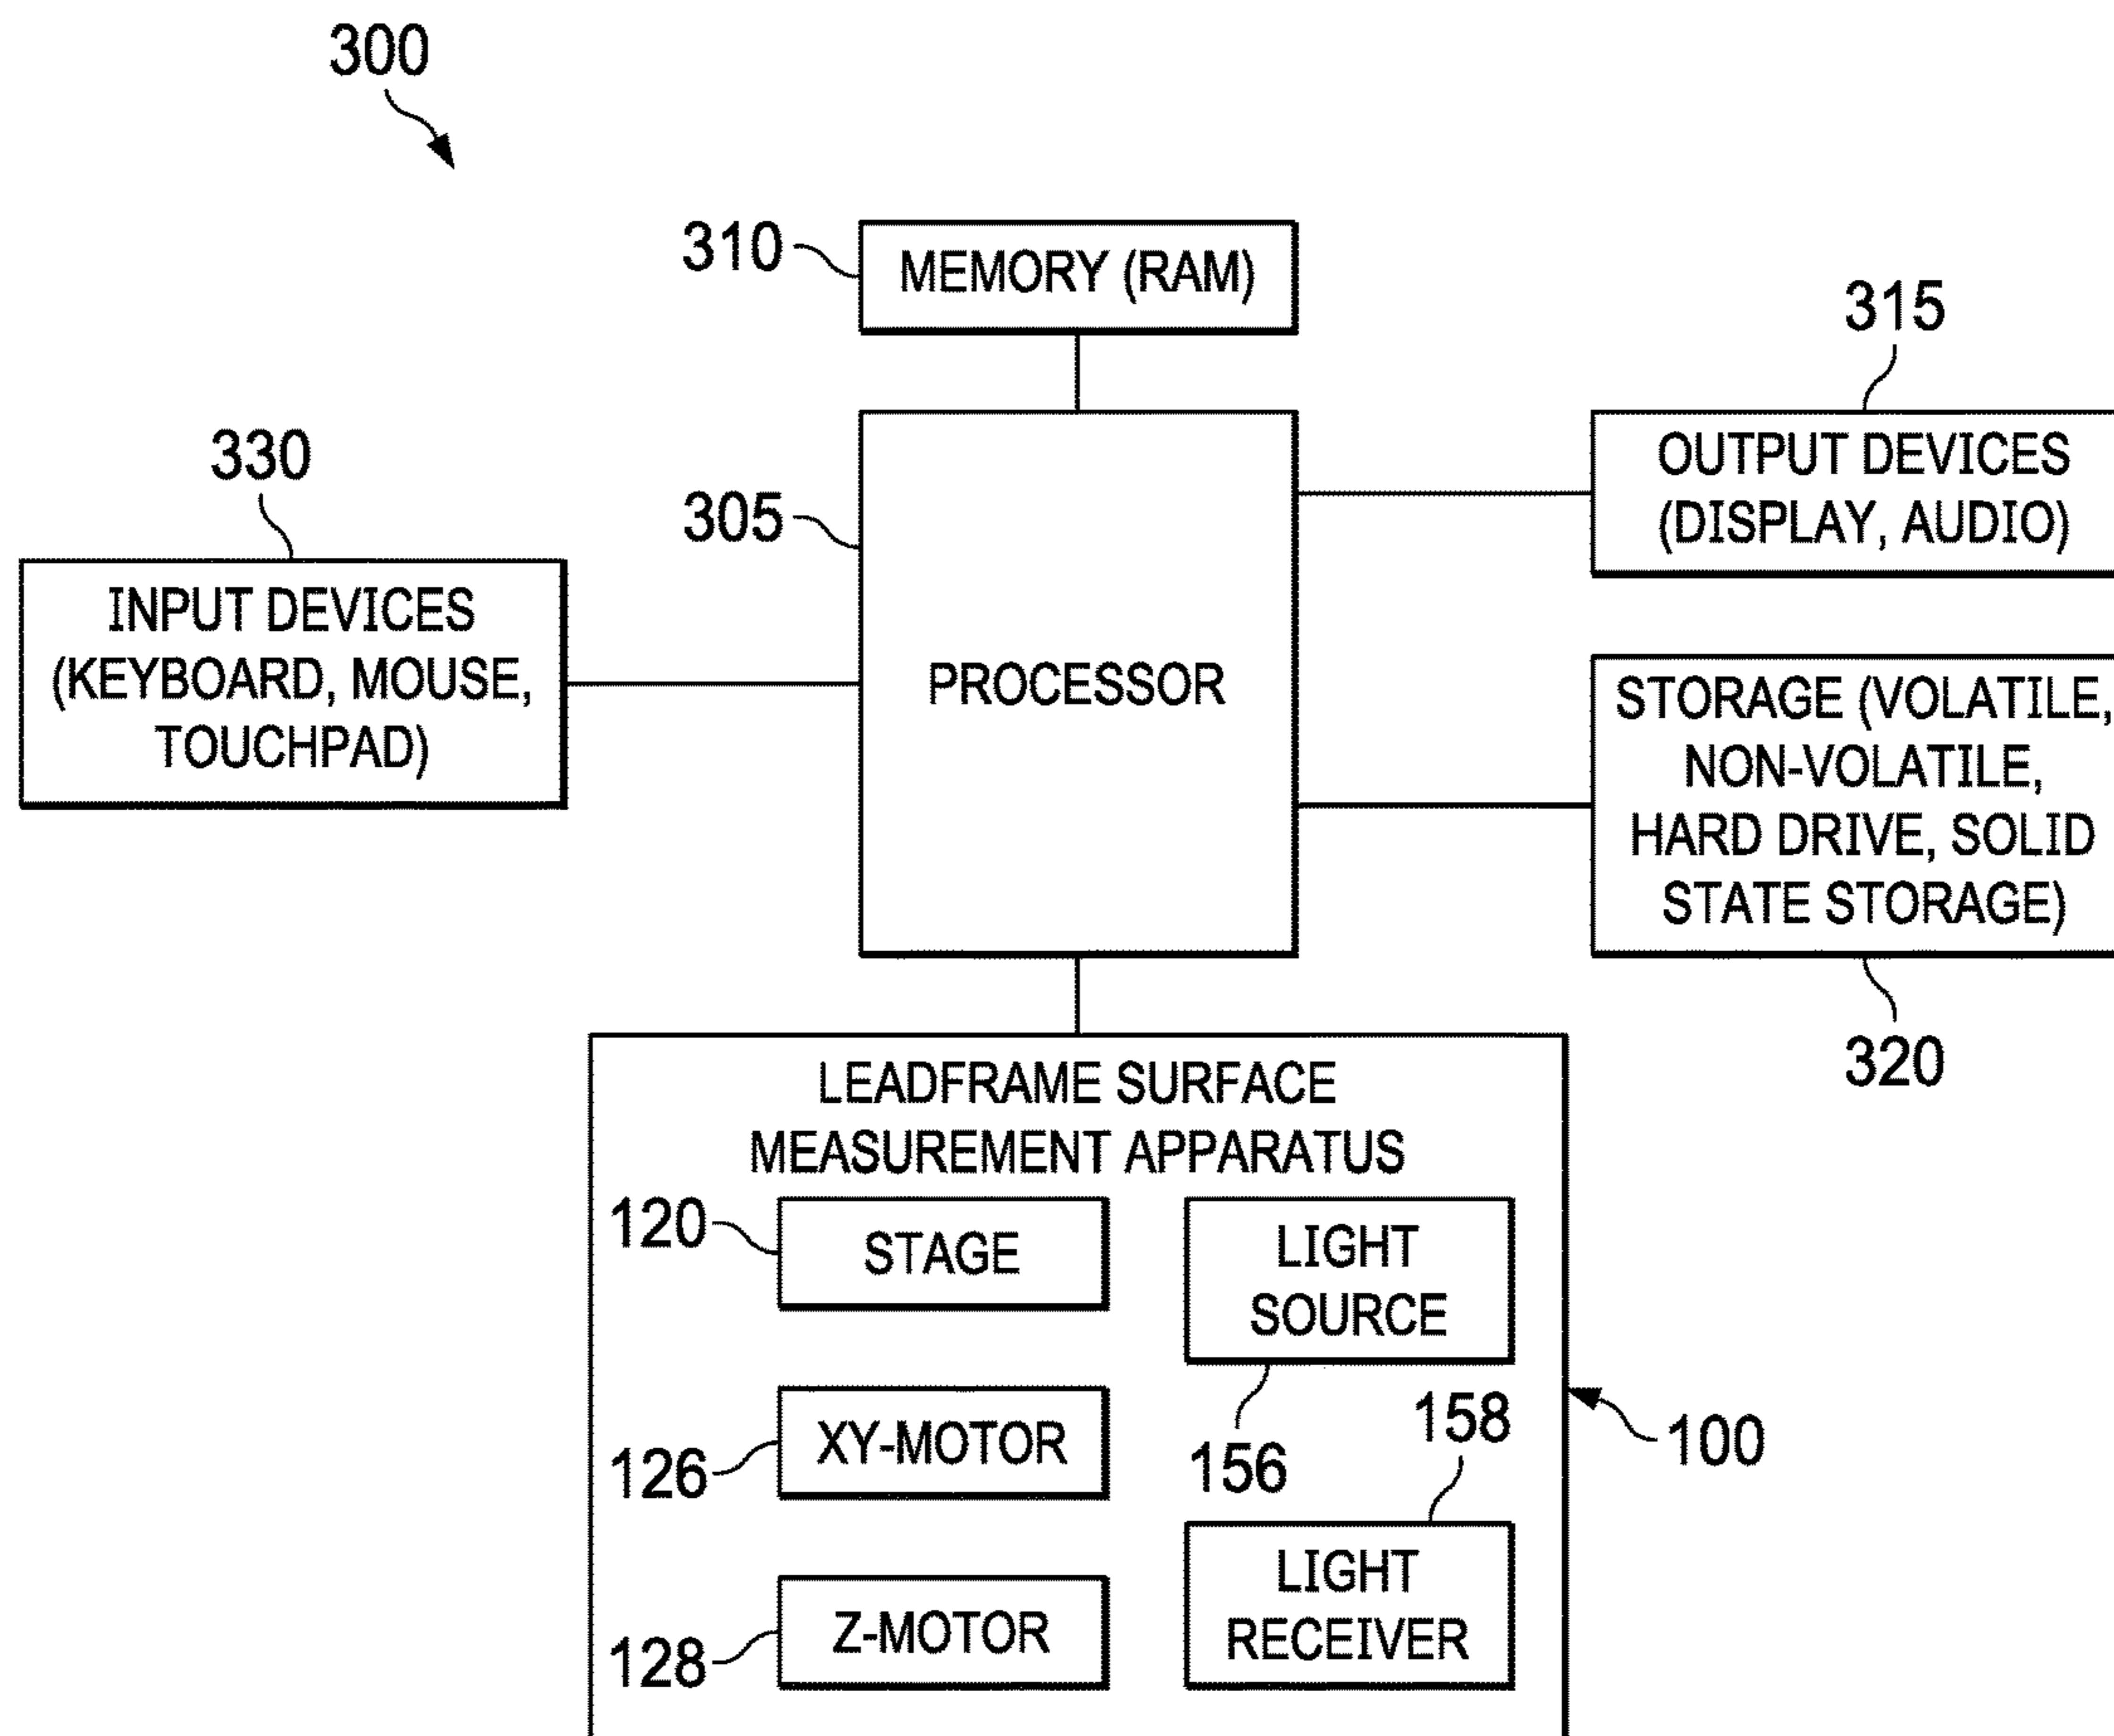 300
310
MEMORY (RAM)
315
OUTPUT DEVICES
(DISPLAY, AUDIO)
330
305
INPUT DEVICES
(KEYBOARD, MOUSE,
TOUCHPAD)
PROCESSOR
STORAGE (VOLATILE,
NON-VOLATILE,
HARD DRIVE, SOLID
STATE STORAGE)
320
LEADFRAME SURFACE
MEASUREMENT APPARATUS
120
STAGE
LIGHT
SOURCE
156
126
XY-MOTOR
158
100
128
Z-MOTOR
LIGHT
RECEIVER